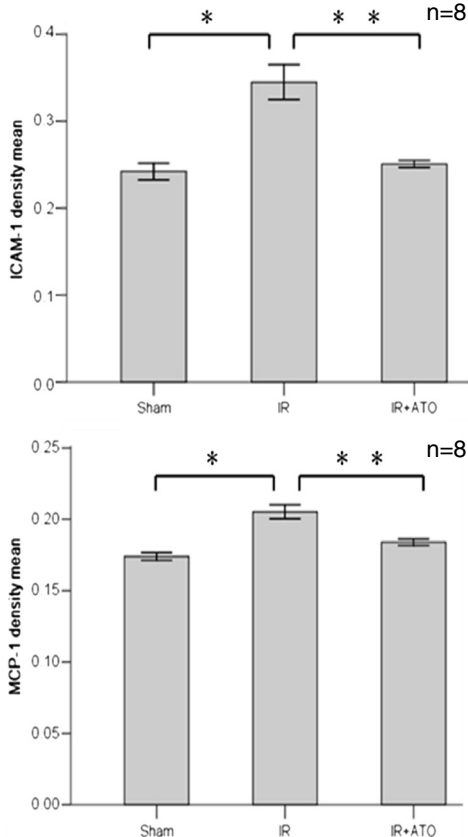 n=8
* * *
0.4
0.3
0.2
0.1
0.0
ICAM-1 density mean
Sham IR IR+ATO
n=8
* * *
0.25
0.20
0.15
0.10
0.05
0.00
MCP-1 density mean
Sham IR IR+ATO